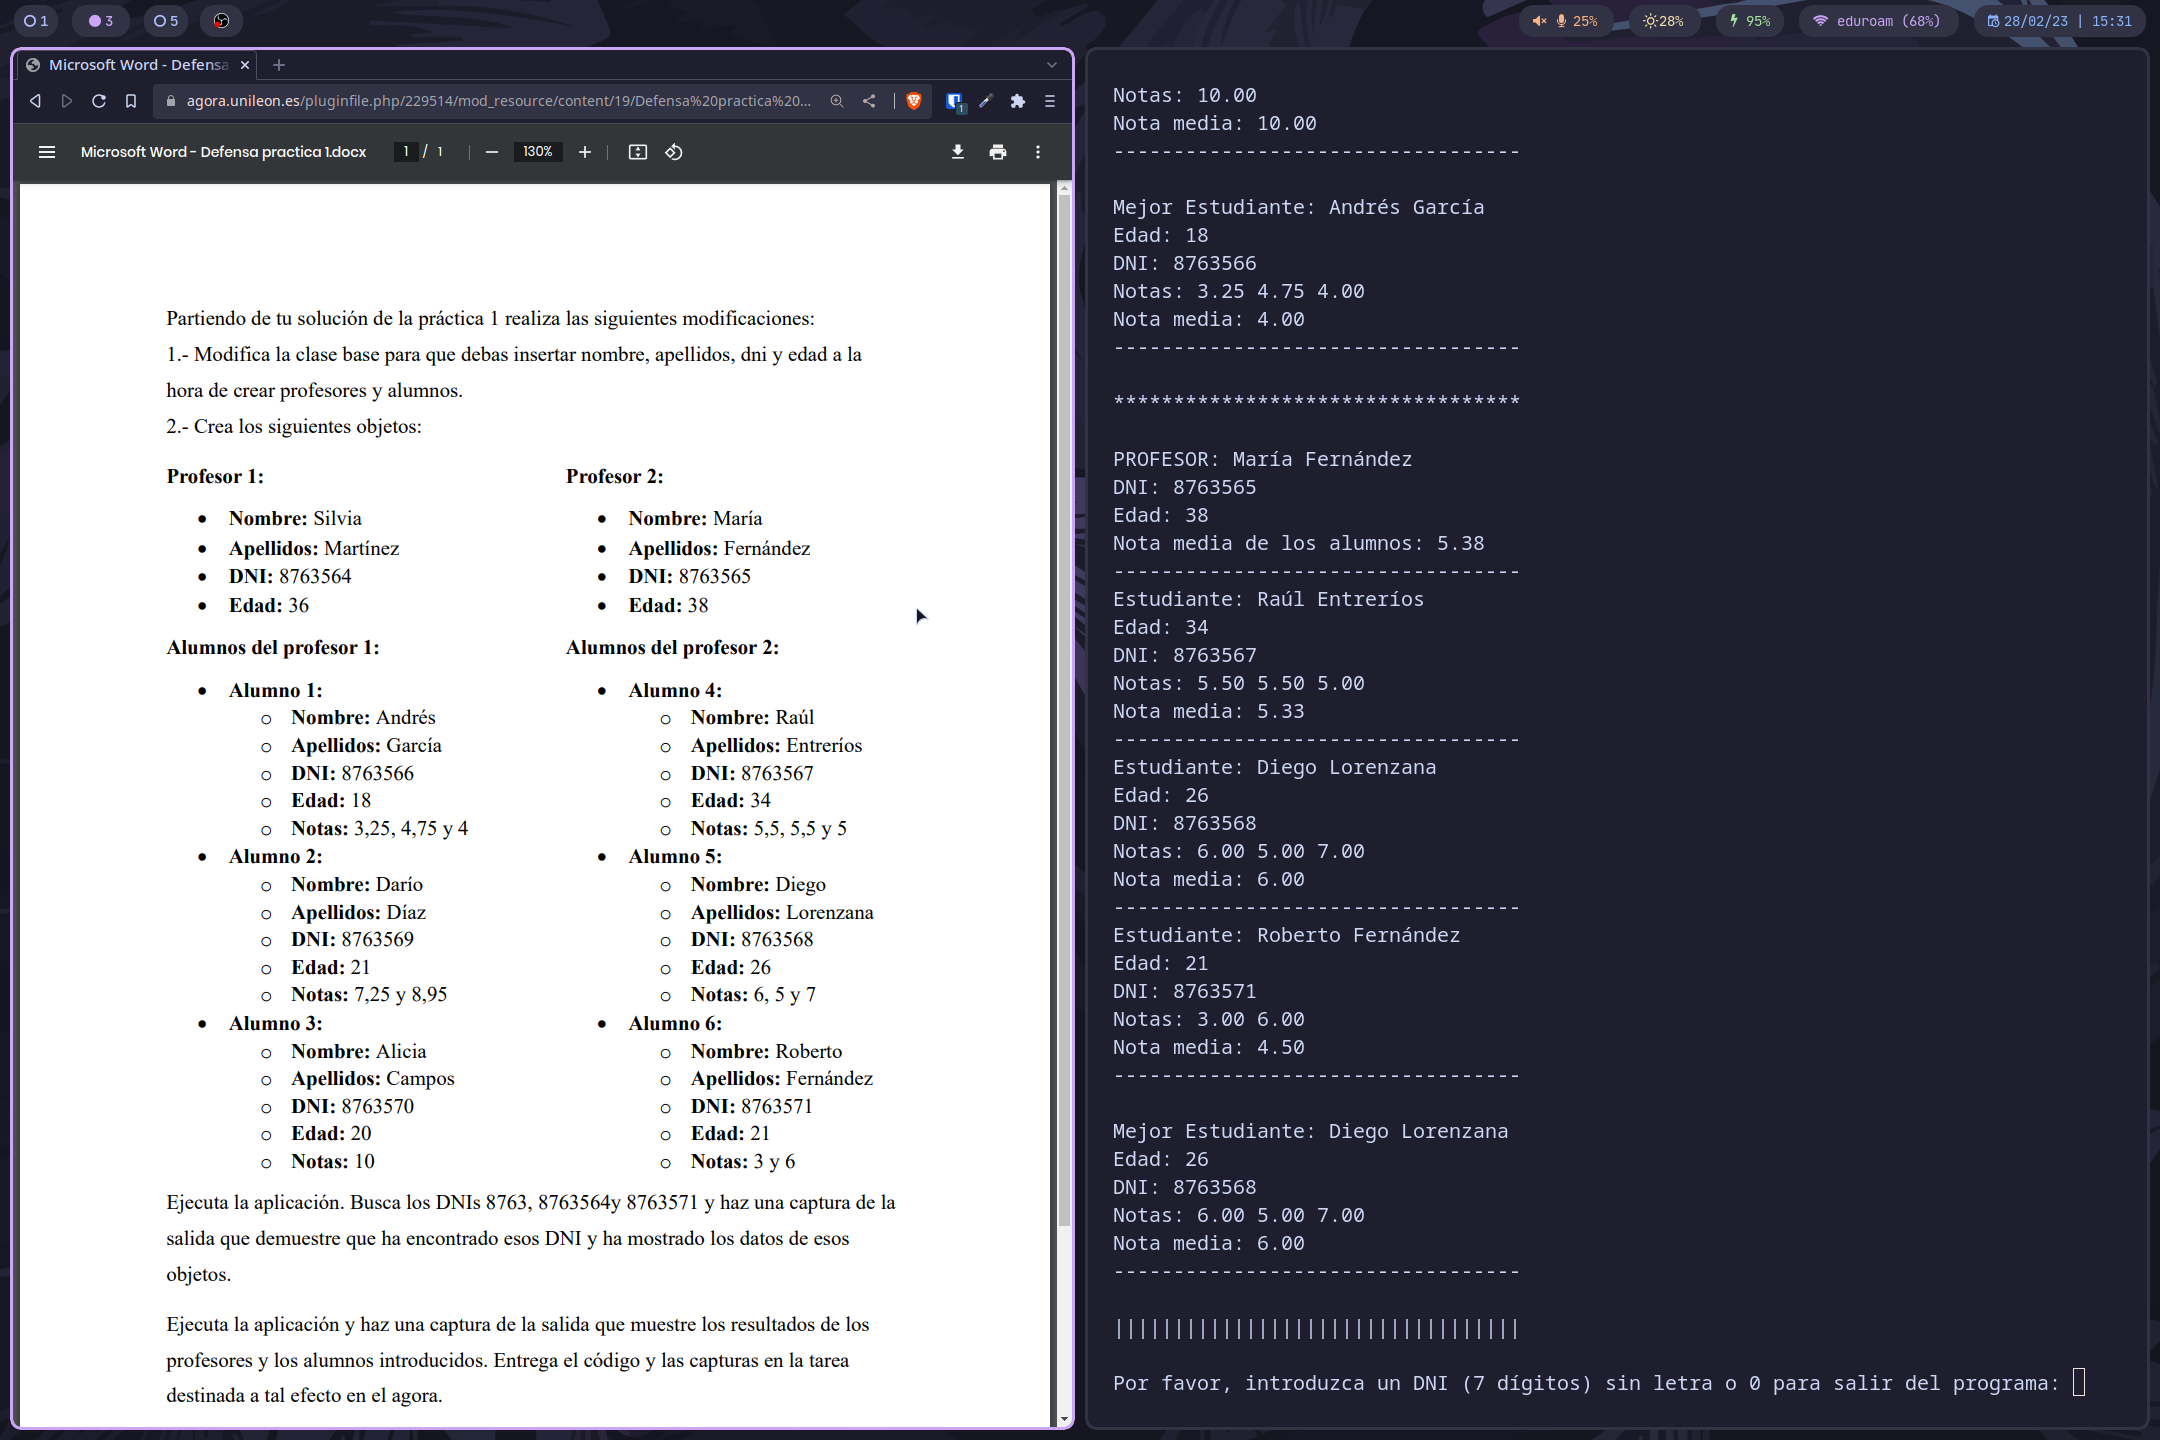 1
3
5
25%
28%
95%
eduroam (68%)
28/02/23 | 15:31
Microsoft Word - Defensa
agora.unileon.es/pluginfile.php/229514/mod_resource/content/19/Defensa%20practica%20...
1
Microsoft Word - Defensa practica 1.docx
1 / 1
130%
Partiendo de tu solución de la práctica 1 realiza las siguientes modificaciones:
1.- Modifica la clase base para que debas insertar nombre, apellidos, dni y edad a la
hora de crear profesores y alumnos.
2.- Crea los siguientes objetos:
Profesor 1:
• Nombre: Silvia
• Apellidos: Martínez
• DNI: 8763564
• Edad: 36
Alumnos del profesor 1:
• Alumno 1:
o Nombre: Andrés
o Apellidos: García
o DNI: 8763566
o Edad: 18
o Notas: 3,25, 4,75 y 4
• Alumno 2:
o Nombre: Darío
o Apellidos: Díaz
o DNI: 8763569
o Edad: 21
o Notas: 7,25 y 8,95
• Alumno 3:
o Nombre: Alicia
o Apellidos: Campos
o DNI: 8763570
o Edad: 20
o Notas: 10
Profesor 2:
• Nombre: María
• Apellidos: Fernández
• DNI: 8763565
• Edad: 38
Alumnos del profesor 2:
• Alumno 4:
o Nombre: Raúl
o Apellidos: Entreríos
o DNI: 8763567
o Edad: 34
o Notas: 5,5, 5,5 y 5
• Alumno 5:
o Nombre: Diego
o Apellidos: Lorenzana
o DNI: 8763568
o Edad: 26
o Notas: 6, 5 y 7
• Alumno 6:
o Nombre: Roberto
o Apellidos: Fernández
o DNI: 8763571
o Edad: 21
o Notas: 3 y 6
Ejecuta la aplicación. Busca los DNIs 8763, 8763564y 8763571 y haz una captura de la
salida que demuestre que ha encontrado esos DNI y ha mostrado los datos de esos
objetos.
Ejecuta la aplicación y haz una captura de la salida que muestre los resultados de los
profesores y los alumnos introducidos. Entrega el código y las capturas en la tarea
destinada a tal efecto en el agora.
Notas: 10.00
Nota media: 10.00
----------------------------------
Mejor Estudiante: Andrés García
Edad: 18
DNI: 8763566
Notas: 3.25 4.75 4.00
Nota media: 4.00
----------------------------------
**********************************
PROFESOR: María Fernández
DNI: 8763565
Edad: 38
Nota media de los alumnos: 5.38
----------------------------------
Estudiante: Raúl Entreríos
Edad: 34
DNI: 8763567
Notas: 5.50 5.50 5.00
Nota media: 5.33
----------------------------------
Estudiante: Diego Lorenzana
Edad: 26
DNI: 8763568
Notas: 6.00 5.00 7.00
Nota media: 6.00
----------------------------------
Estudiante: Roberto Fernández
Edad: 21
DNI: 8763571
Notas: 3.00 6.00
Nota media: 4.50
----------------------------------
Mejor Estudiante: Diego Lorenzana
Edad: 26
DNI: 8763568
Notas: 6.00 5.00 7.00
Nota media: 6.00
----------------------------------
||||||||||||||||||||||||||||||||||
Por favor, introduzca un DNI (7 dígitos) sin letra o 0 para salir del programa: